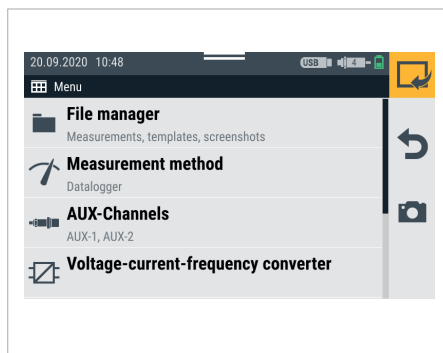 20.09.2020 10:48
USB
4
Menu
File manager
Measurements, templates, screenshots
Measurement method
Datalogger
AUX-Channels
AUX-1, AUX-2
Voltage-current-frequency converter